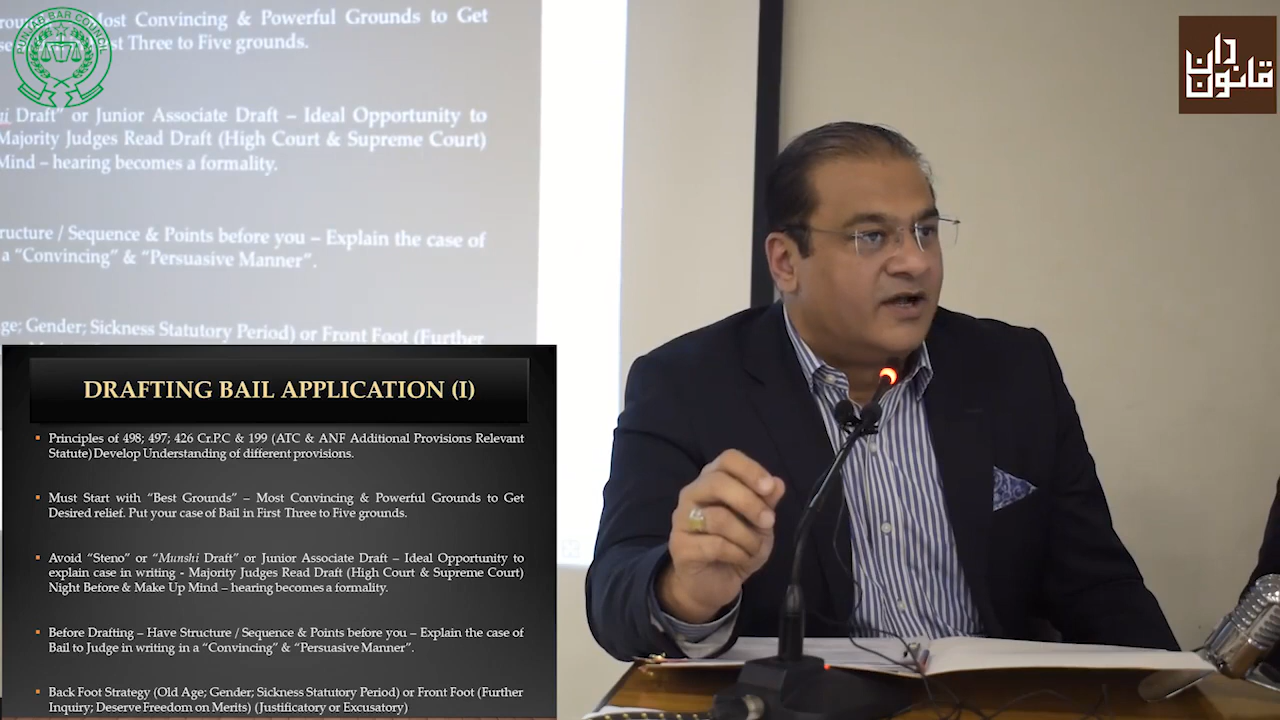 Most Convincing & Powerful Grounds to Get
st Three to Five grounds.
Draft" or Junior Associate Draft – Ideal Opportunity to
Majority Judges Read Draft (High Court & Supreme Court)
Mind – hearing becomes a formality.
ructure / Sequence & Points before you – Explain the case of
a "Convincing" & "Persuasive Manner".
ge; Gender; Sickness Statutory Period) or Front Foot (Further
PUNJAB BAR COUNCIL
قانون دان
DRAFTING BAIL APPLICATION (I)
▪ Principles of 498; 497; 426 Cr.P.C & 199 (ATC & ANF Additional Provisions Relevant
Statute) Develop Understanding of different provisions.
▪ Must Start with "Best Grounds" – Most Convincing & Powerful Grounds to Get
Desired relief. Put your case of Bail in First Three to Five grounds.
▪ Avoid "Steno" or "Munshi Draft" or Junior Associate Draft – Ideal Opportunity to
explain case in writing - Majority Judges Read Draft (High Court & Supreme Court)
Night Before & Make Up Mind – hearing becomes a formality.
▪ Before Drafting – Have Structure / Sequence & Points before you – Explain the case of
Bail to Judge in writing in a "Convincing" & "Persuasive Manner".
▪ Back Foot Strategy (Old Age; Gender; Sickness Statutory Period) or Front Foot (Further
Inquiry; Deserve Freedom on Merits) (Justificatory or Excusatory)